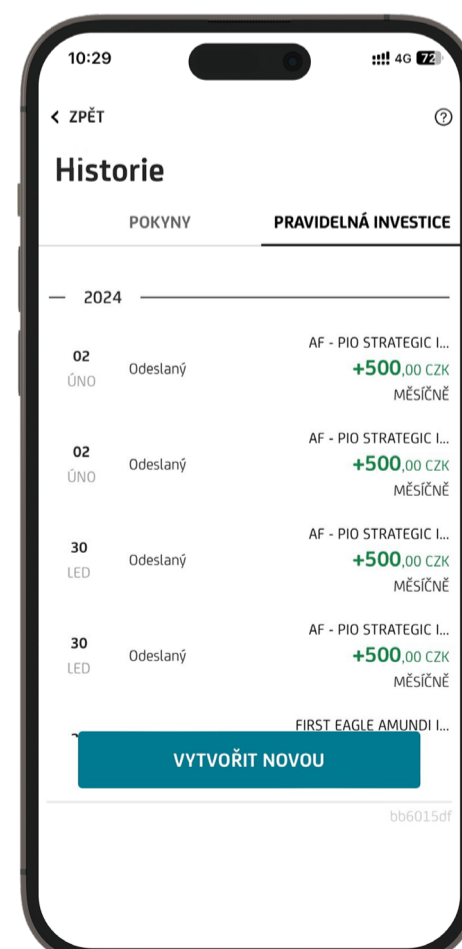 10:29 4G 72
ZPĚT
Historie
POKYNY PRAVIDELNÁ INVESTICE
2024
AF - PIO STRATEGIC I...
02 ÚNO Odeslaný +500,00 CZK
MĚSÍČNĚ
AF - PIO STRATEGIC I...
02 ÚNO Odeslaný +500,00 CZK
MĚSÍČNĚ
AF - PIO STRATEGIC I...
30 LED Odeslaný +500,00 CZK
MĚSÍČNĚ
AF - PIO STRATEGIC I...
30 LED Odeslaný +500,00 CZK
MĚSÍČNĚ
FIRST EAGLE AMUNDI I...
VYTVOŘIT NOVOU
bb6015df